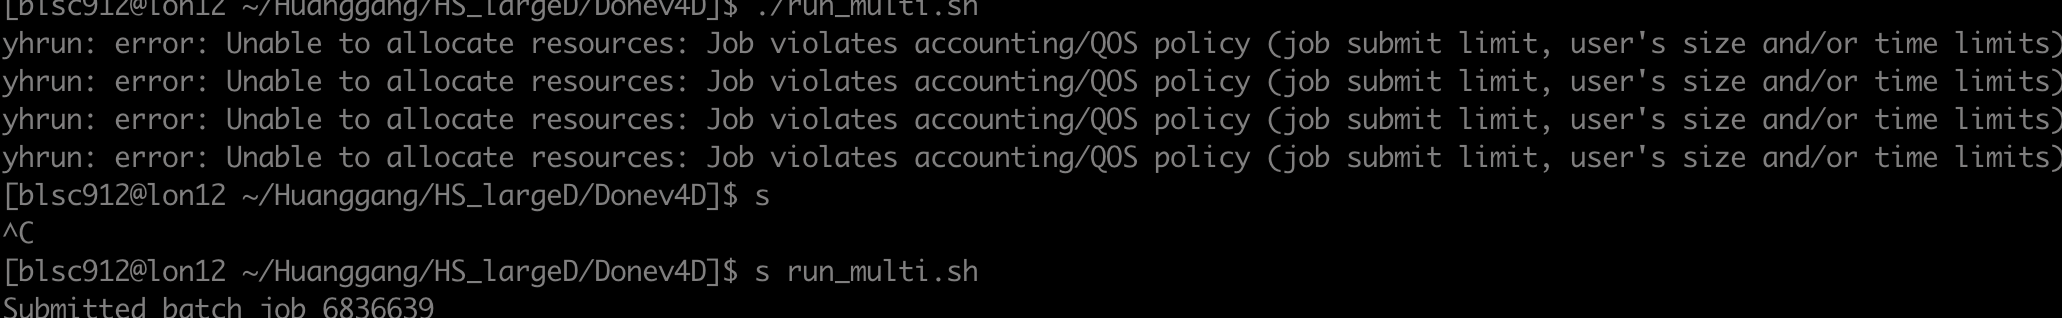 [blsc912@lon12 ~/Huanggang/HS_largeD/Donev4D]$ ./run_multi.sh
yhrun: error: Unable to allocate resources: Job violates accounting/QOS policy (job submit limit, user's size and/or time limits)
yhrun: error: Unable to allocate resources: Job violates accounting/QOS policy (job submit limit, user's size and/or time limits)
yhrun: error: Unable to allocate resources: Job violates accounting/QOS policy (job submit limit, user's size and/or time limits)
yhrun: error: Unable to allocate resources: Job violates accounting/QOS policy (job submit limit, user's size and/or time limits)
[blsc912@lon12 ~/Huanggang/HS_largeD/Donev4D]$ s
^C
[blsc912@lon12 ~/Huanggang/HS_largeD/Donev4D]$ s run_multi.sh
Submitted batch job 6836639